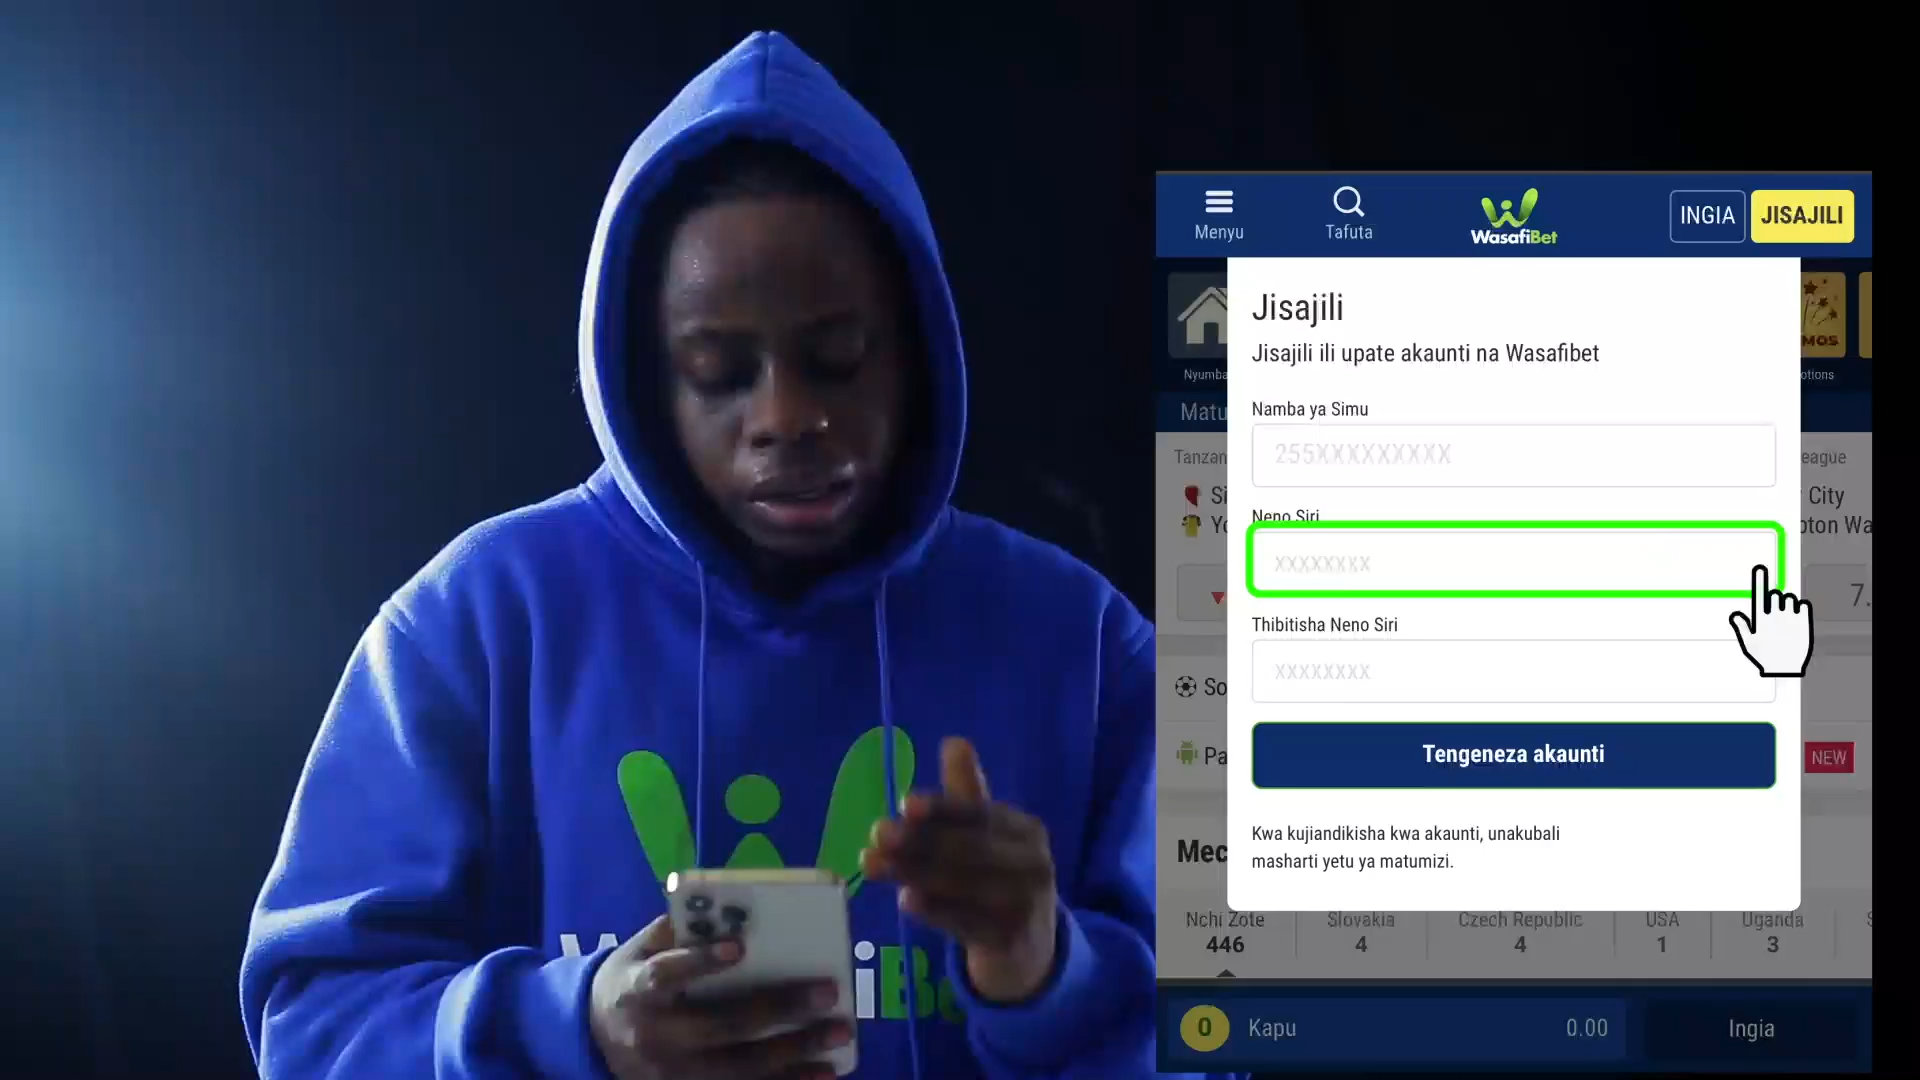 Menyu
Tafuta
WasafiBet
INGIA
JISAJILI
Jisajili
Jisajili ili upate akaunti na Wasafibet
Namba ya Simu
255XXXXXXXXX
Neno Siri
XXXXXXXX
Thibitisha Neno Siri
XXXXXXXX
Tengeneza akaunti
Kwa kujiandikisha kwa akaunti, unakubali
masharti yetu ya matumizi.
NEW
Nchi Zote
446
Slovakia
4
Czech Republic
4
USA
1
Uganda
3
0
Kapu
0.00
Ingia